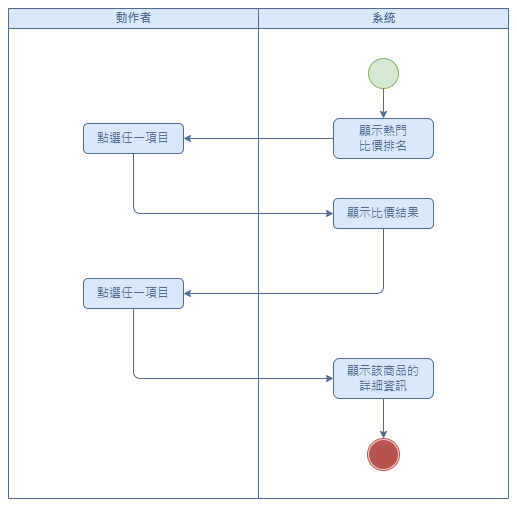 動作者
系統
顯示熱門
比價排名
點選任一項目
顯示比價結果
點選任一項目
顯示該商品的
詳細資訊